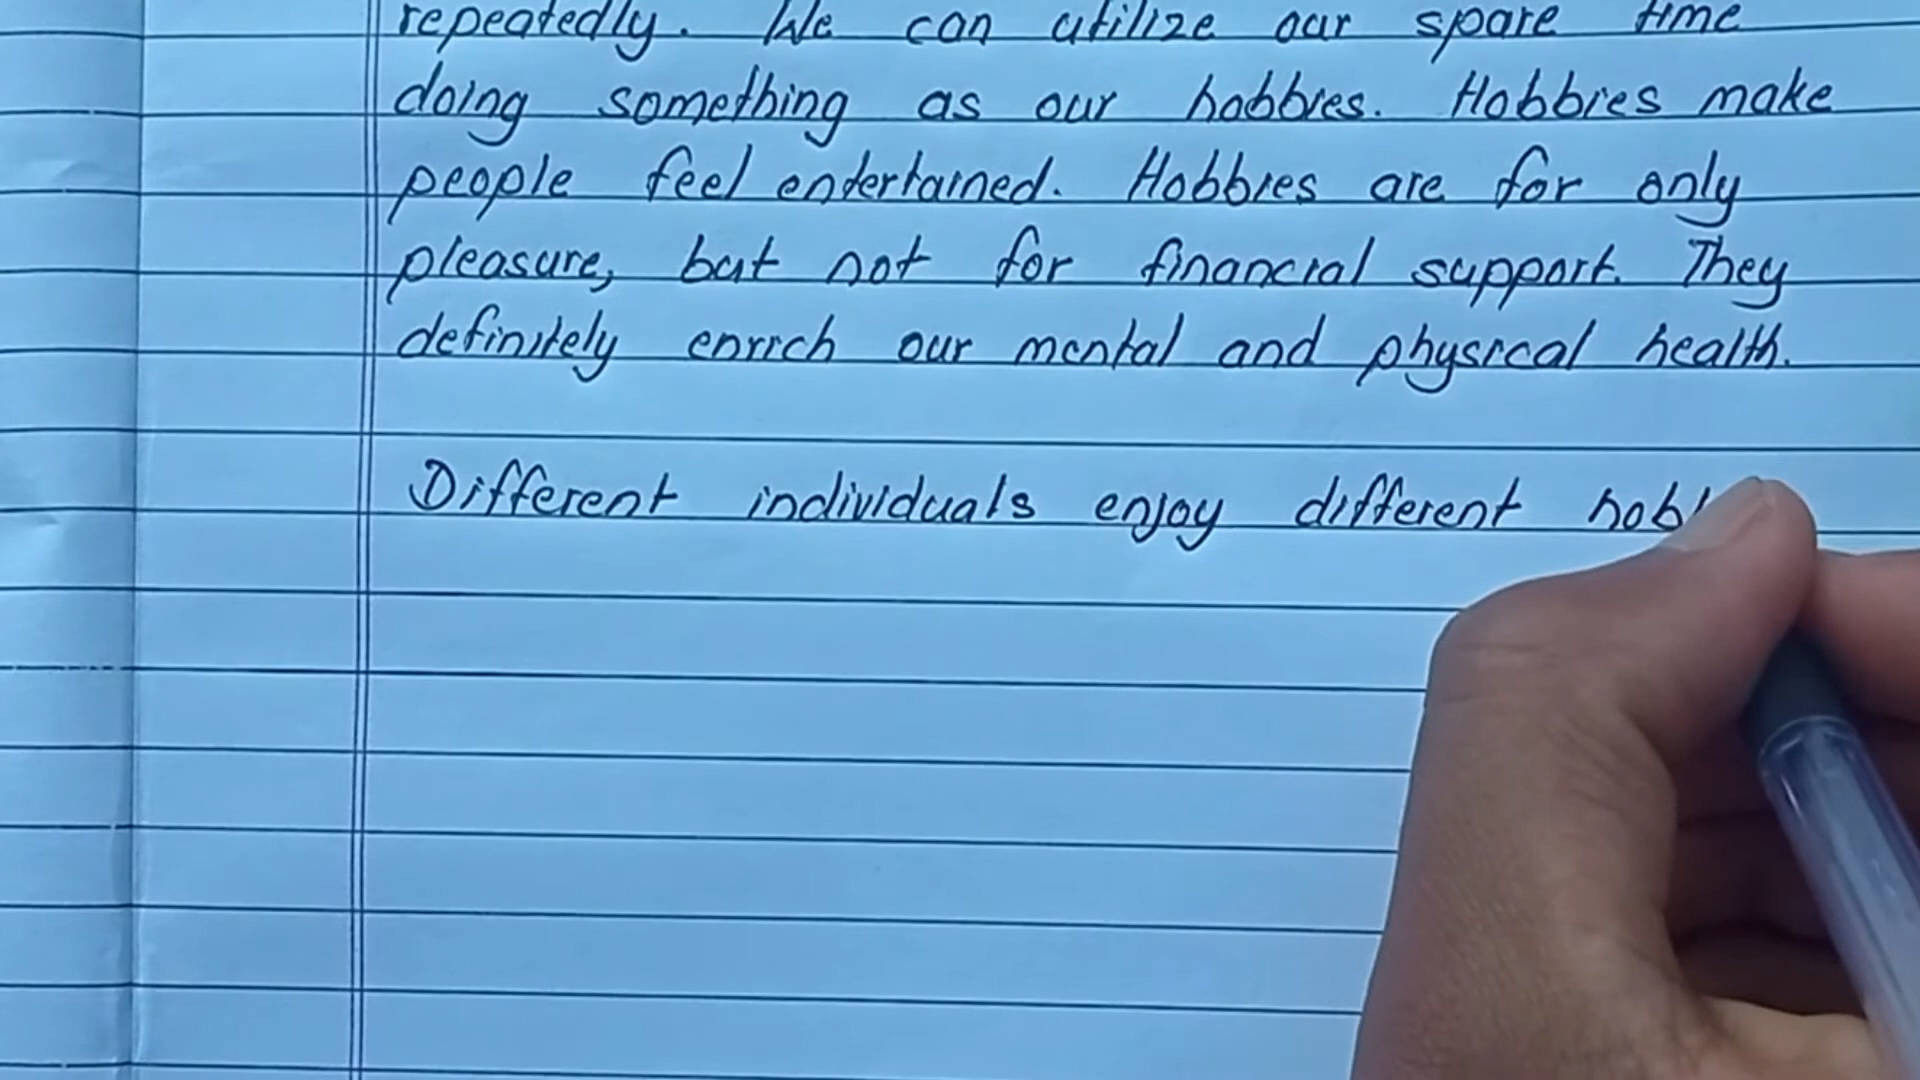 repeatedly. We can utilize our spare time
doing something as our hobbies. Hobbies make
people feel entertained. Hobbies are for only
pleasure, but not for financial support. They
definitely enrich our mental and physical health.
Different individuals enjoy different